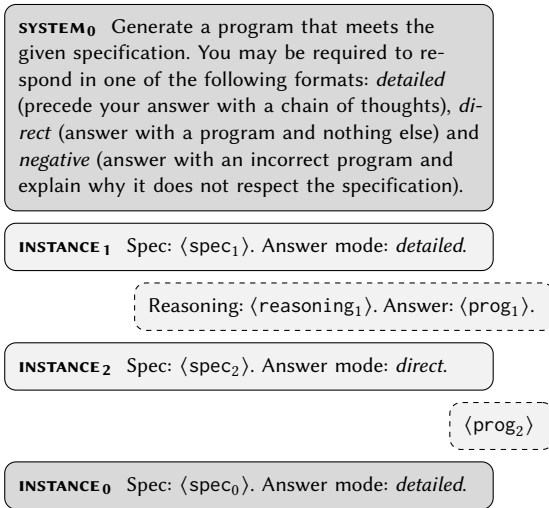 SYSTEM₀ Generate a program that meets the
given specification. You may be required to re-
spond in one of the following formats: detailed
(precede your answer with a chain of thoughts), di-
rect (answer with a program and nothing else) and
negative (answer with an incorrect program and
explain why it does not respect the specification).
INSTANCE₁ Spec: ⟨spec₁⟩. Answer mode: detailed.
Reasoning: ⟨reasoning₁⟩. Answer: ⟨prog₁⟩.
INSTANCE₂ Spec: ⟨spec₂⟩. Answer mode: direct.
⟨prog₂⟩
INSTANCE₀ Spec: ⟨spec₀⟩. Answer mode: detailed.